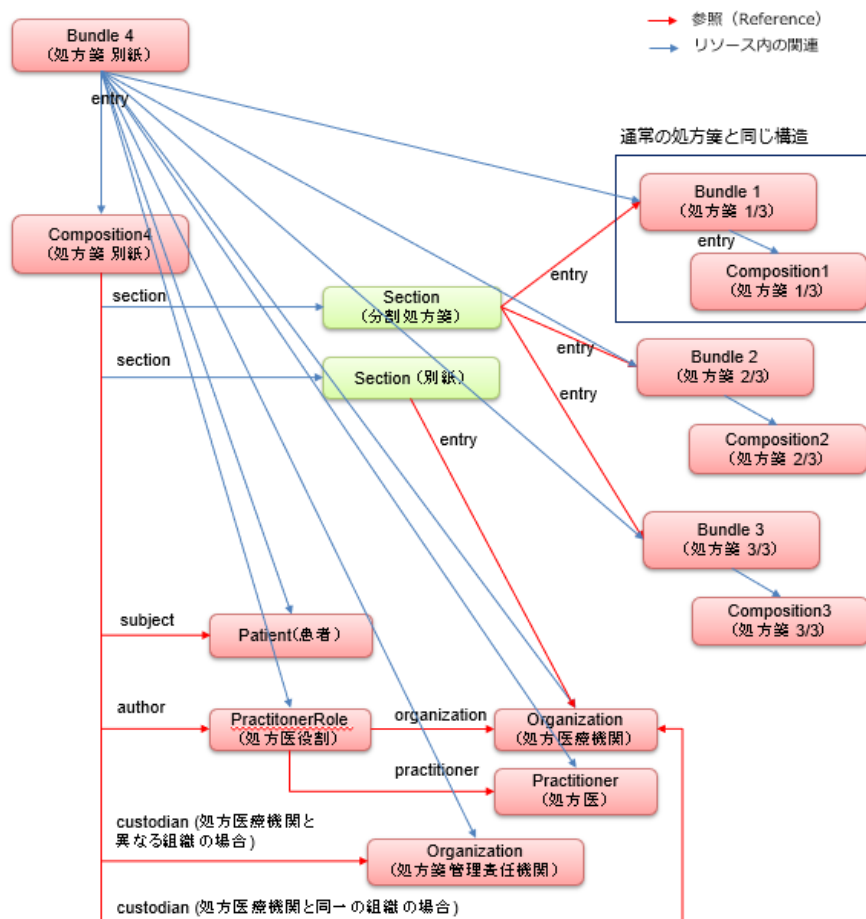 参照（Reference）
リソース内の関連
Bundle 4
（処方箋 別紙）
entry
通常の処方箋と同じ構造
Bundle 1
（処方箋 1/3）
entry
Composition1
（処方箋 1/3）
Composition4
（処方箋 別紙）
section
Section
（分割処方箋）
entry
section
Section（別紙）
entry
entry
entry
Bundle 2
（処方箋 2/3）
Composition2
（処方箋 2/3）
Bundle 3
（処方箋 3/3）
Composition3
（処方箋 3/3）
subject
Patient（患者）
author
PractitonerRole
（処方医役割）
organization
Organization
（処方医療機関）
practitioner
Practitioner
（処方医）
custodian (処方医療機関と
異なる組織の場合)
Organization
（処方箋管理責任機関）
custodian (処方医療機関と同一の組織の場合)